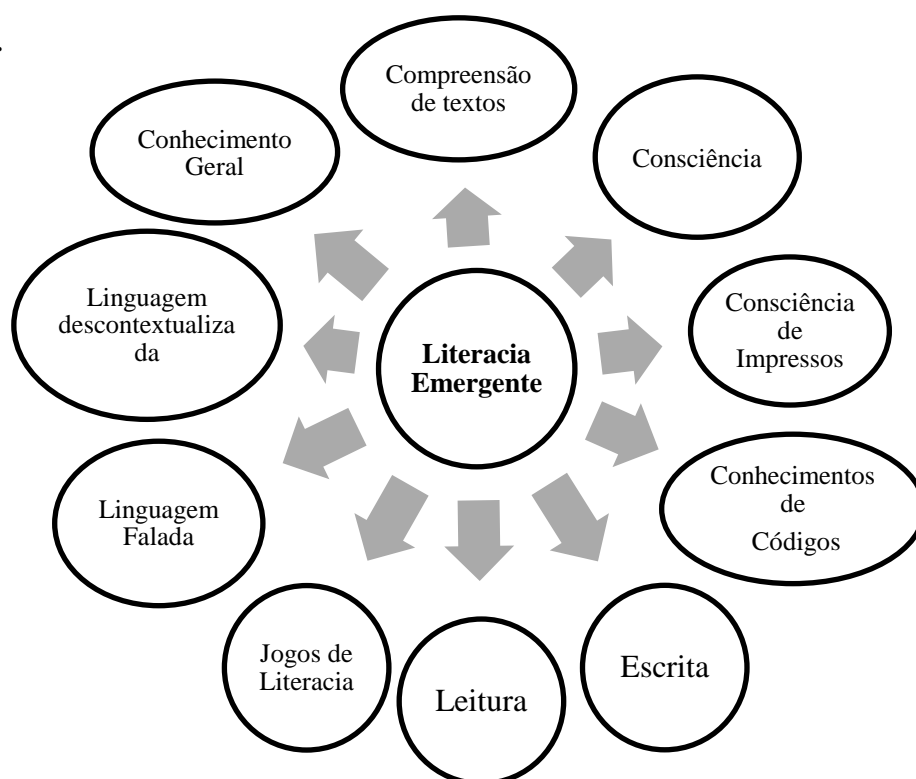 Compreensão
de textos
Consciência
Consciência
de
Impressos
Conhecimentos
de
Códigos
Escrita
Leitura
Jogos de
Literacia
Linguagem
Falada
Linguagem
descontextualiza
da
Conhecimento
Geral
Literacia
Emergente